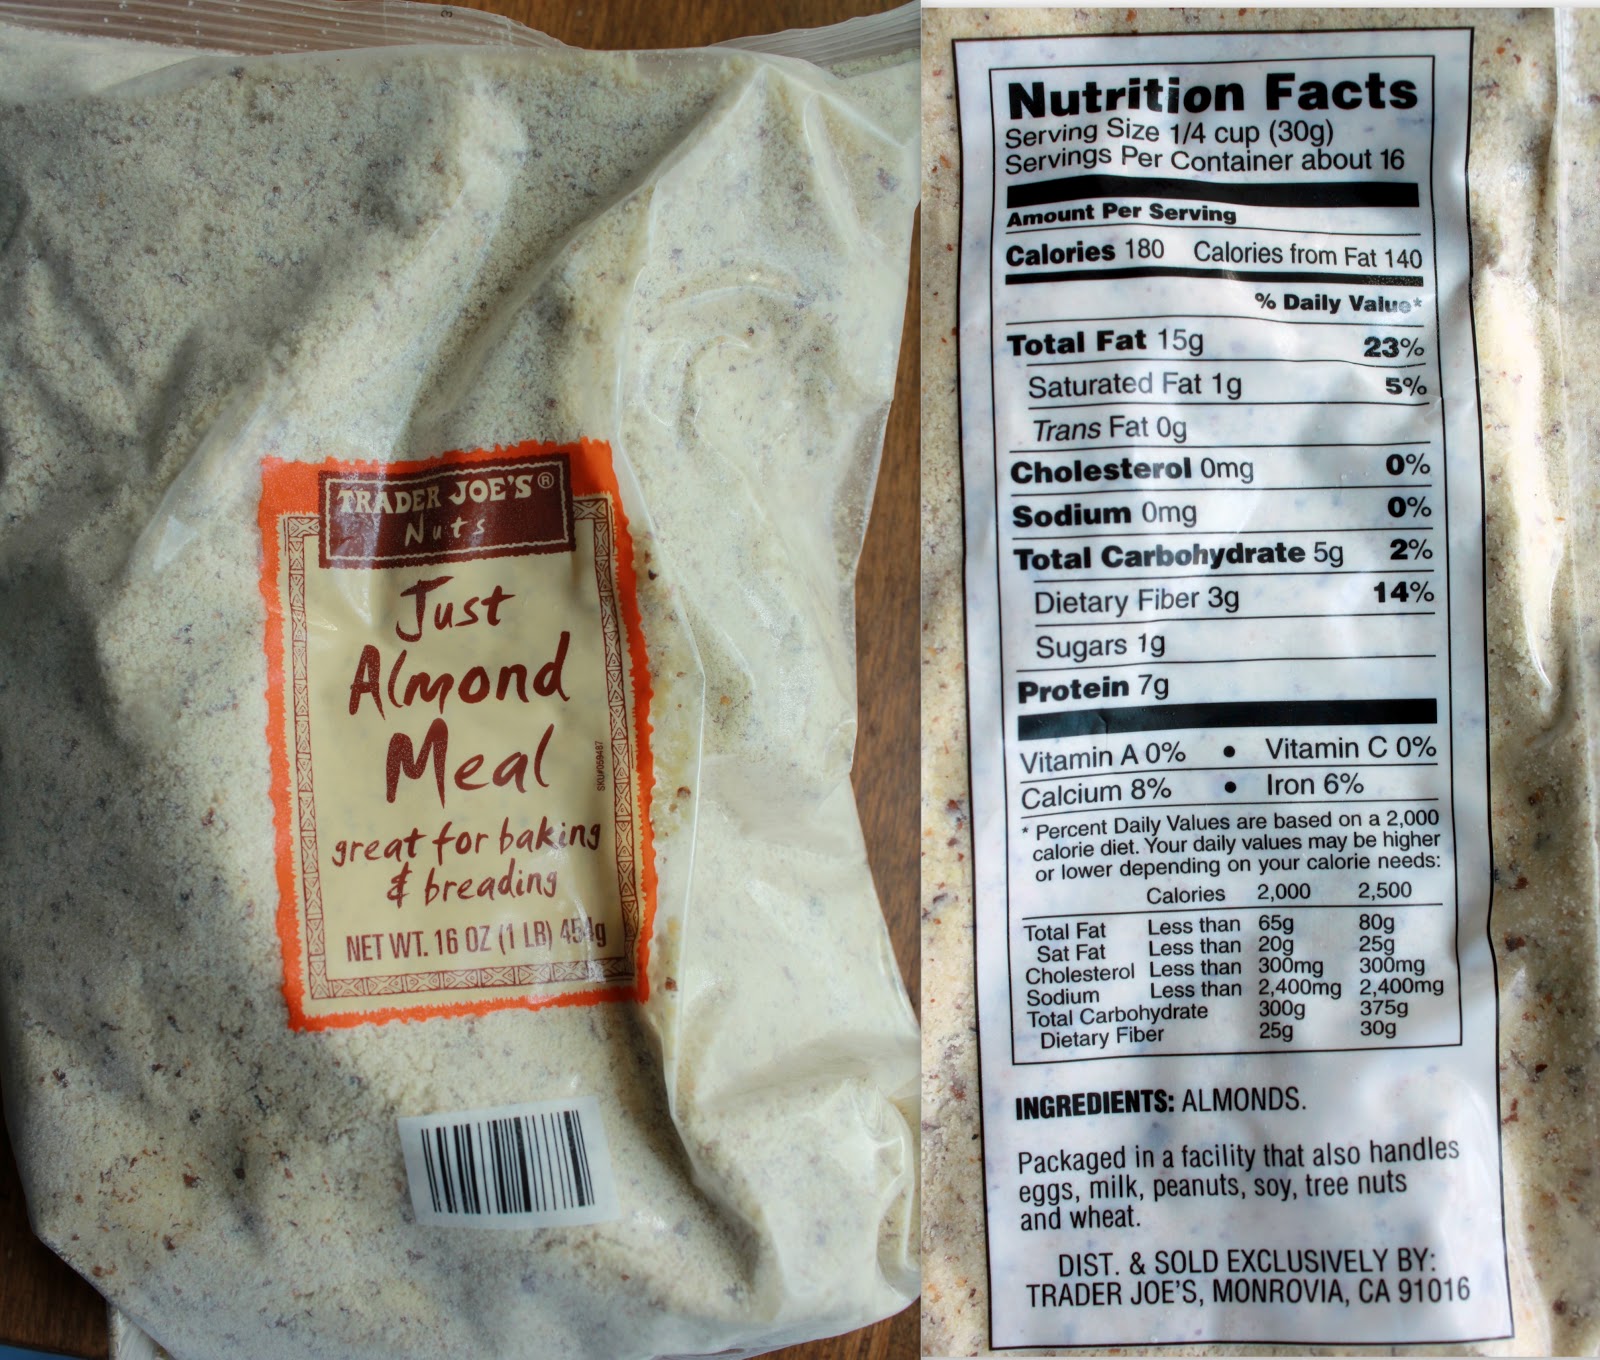 TRADER JOE'S®
Nuts
Just
Almond
Meal
great for baking
& breading
NET WT. 16 OZ (1 LB) 454g
SKU#059487
Nutrition Facts
Serving Size 1/4 cup (30g)
Servings Per Container about 16
Amount Per Serving
Calories 180 Calories from Fat 140
% Daily Value*
Total Fat 15g 23%
Saturated Fat 1g 5%
Trans Fat 0g
Cholesterol 0mg 0%
Sodium 0mg 0%
Total Carbohydrate 5g 2%
Dietary Fiber 3g 14%
Sugars 1g
Protein 7g
Vitamin A 0% • Vitamin C 0%
Calcium 8% • Iron 6%
* Percent Daily Values are based on a 2,000
calorie diet. Your daily values may be higher
or lower depending on your calorie needs:
Calories 2,000 2,500
Total Fat Less than 65g 80g
Sat Fat Less than 20g 25g
Cholesterol Less than 300mg 300mg
Sodium Less than 2,400mg 2,400mg
Total Carbohydrate 300g 375g
Dietary Fiber 25g 30g
INGREDIENTS: ALMONDS.
Packaged in a facility that also handles
eggs, milk, peanuts, soy, tree nuts
and wheat.
DIST. & SOLD EXCLUSIVELY BY:
TRADER JOE'S, MONROVIA, CA 91016